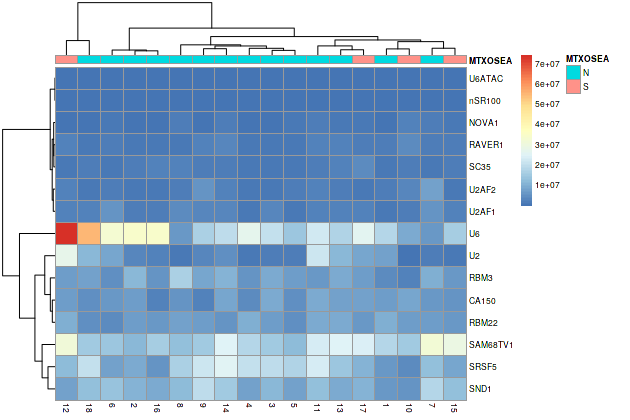 MTXOSEA
U6ATAC
nSR100
NOVA1
RAVER1
SC35
U2AF2
U2AF1
U6
U2
RBM3
CA150
RBM22
SAM68TV1
SRSF5
SND1
12 18 6 2 16 8 9 14 4 3 5 11 13 17 1 10 7 15
7e+07
6e+07
5e+07
4e+07
3e+07
2e+07
1e+07
MTXOSEA
N
S